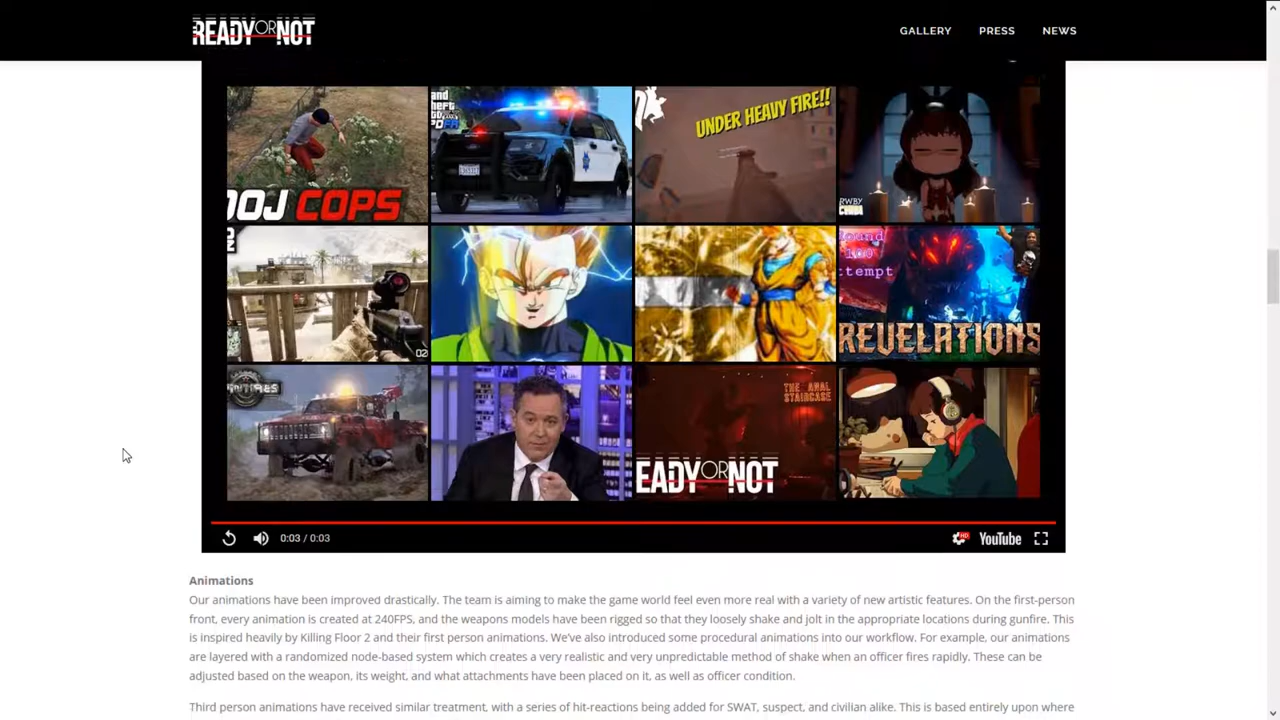 READY OR NOT
GALLERY PRESS NEWS
UNDER HEAVY FIRE!!
OOJ COPS
RWBY
ound
100
ttempt
REVELATIONS
02
THE ANAL
STAIRCASE
EADY OR NOT
0:03 / 0:03
HD
YouTube
Animations
Our animations have been improved drastically. The team is aiming to make the game world feel even more real with a variety of new artistic features. On the first-person
front, every animation is created at 240FPS, and the weapons models have been rigged so that they loosely shake and jolt in the appropriate locations during gunfire. This
is inspired heavily by Killing Floor 2 and their first person animations. We've also introduced some procedural animations into our workflow. For example, our animations
are layered with a randomized node-based system which creates a very realistic and very unpredictable method of shake when an officer fires rapidly. These can be
adjusted based on the weapon, its weight, and what attachments have been placed on it, as well as officer condition.
Third person animations have received similar treatment, with a series of hit-reactions being added for SWAT, suspect, and civilian alike. This is based entirely upon where